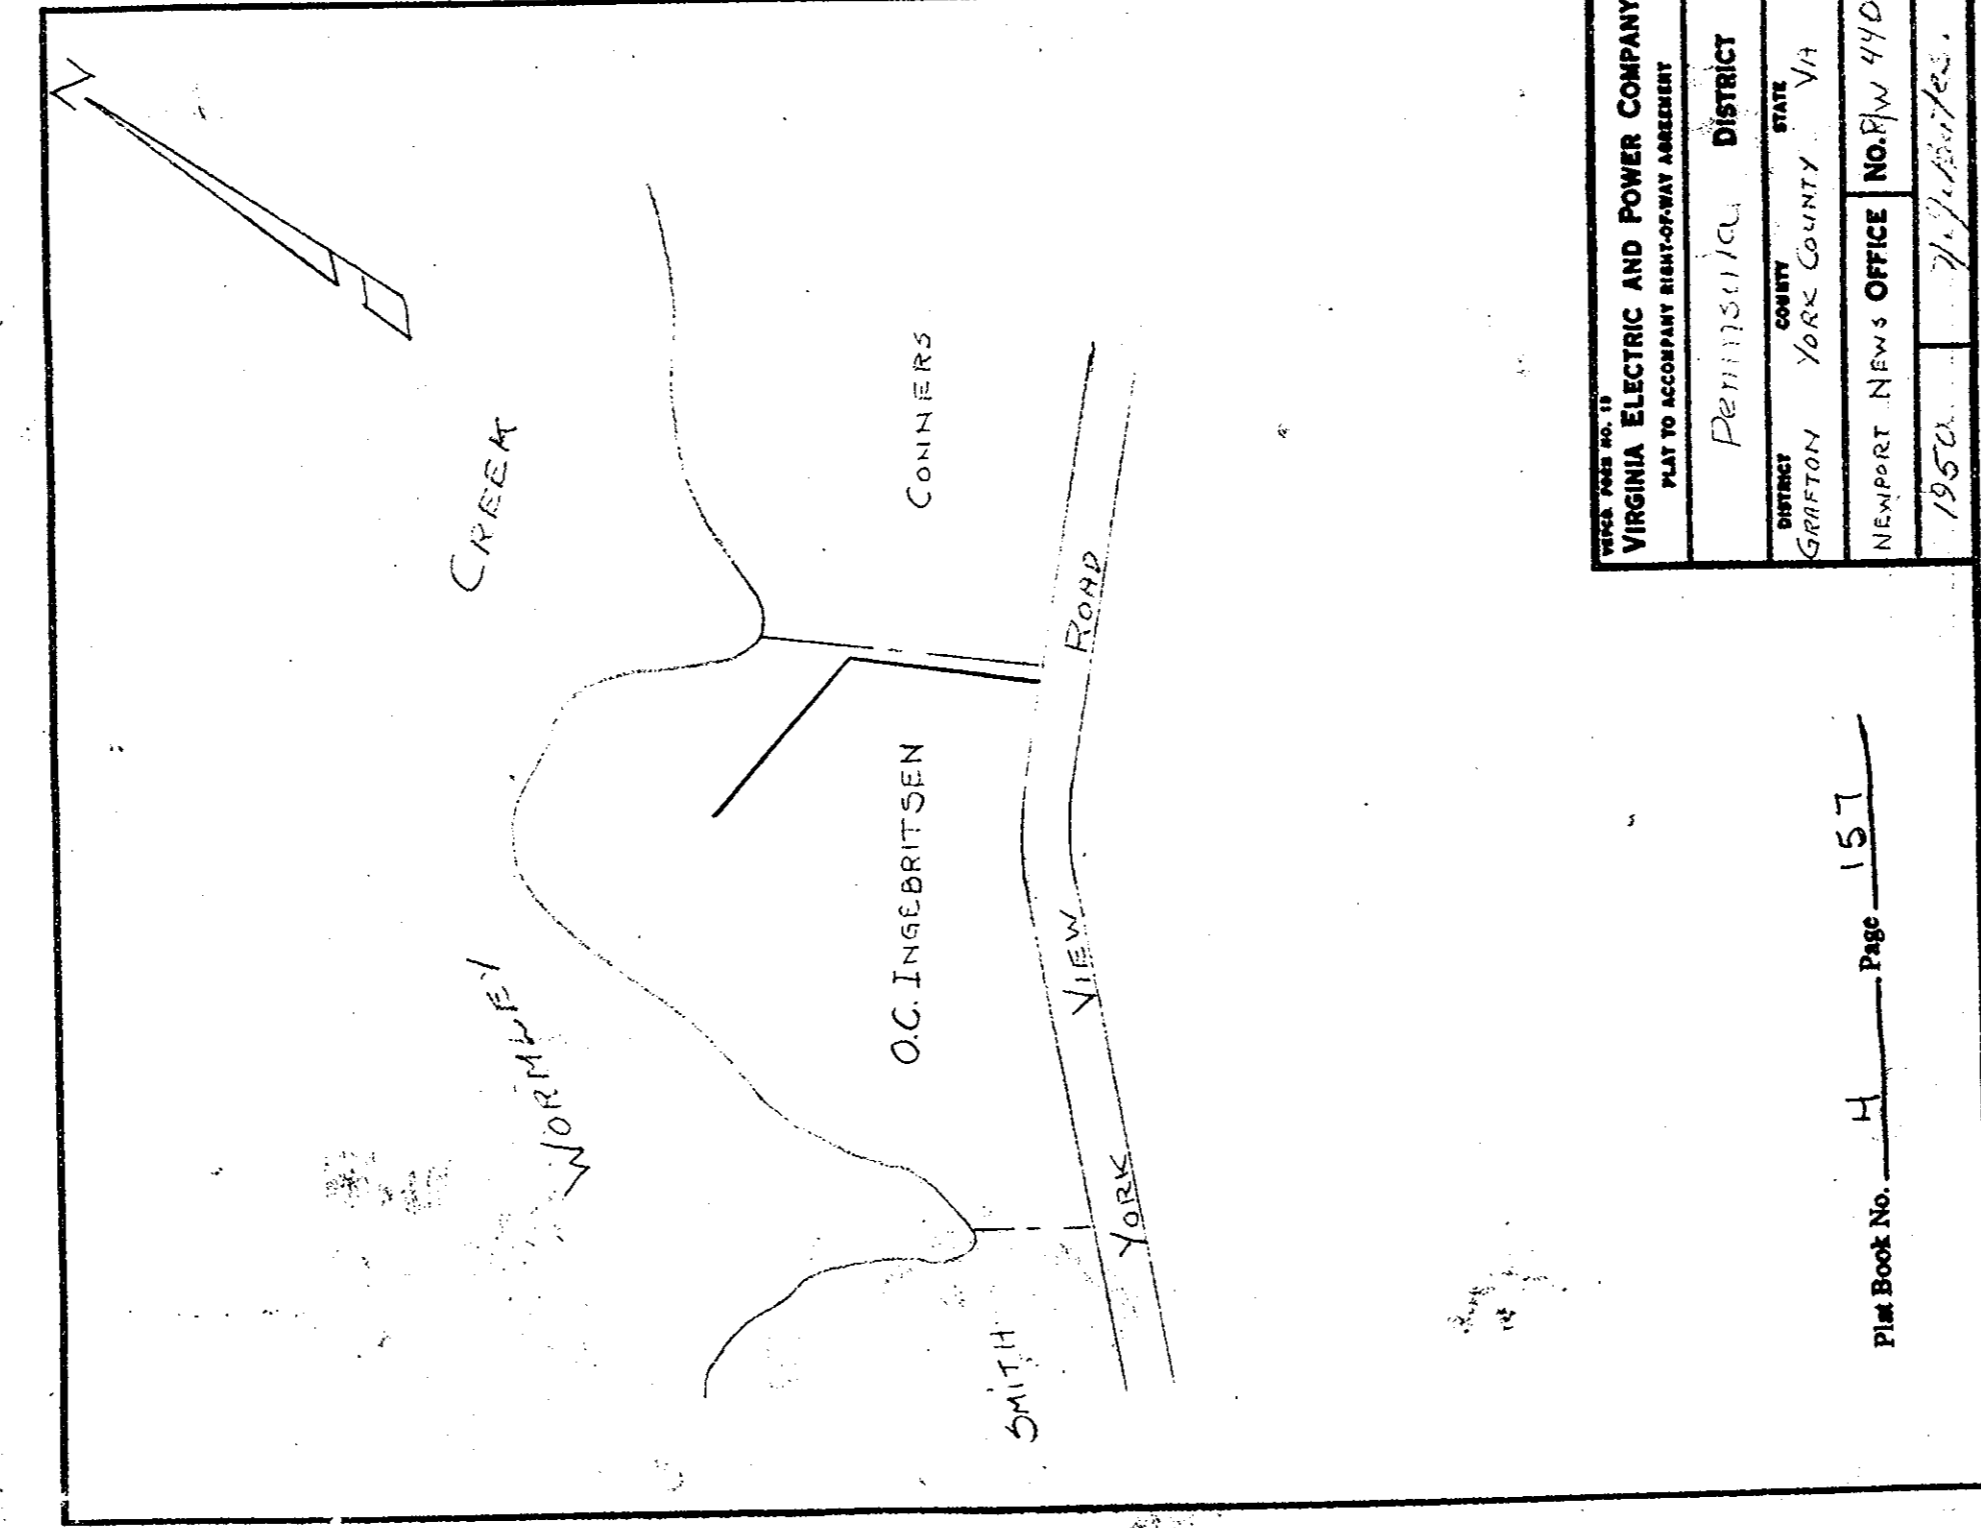 CREEK
WORMLEY
CONNERS
O.C. INGEBRITSEN
SMITH
YORK VIEW ROAD
VEPCO. FORM NO. 13
VIRGINIA ELECTRIC AND POWER COMPANY
PLAT TO ACCOMPANY RIGHT-OF-WAY AGREEMENT
Peninsula DISTRICT
DISTRICT COUNTY STATE
GRAFTON YORK COUNTY VA
NEWPORT NEWS OFFICE NO. R/W 440
Plat Book No. 4 Page 157